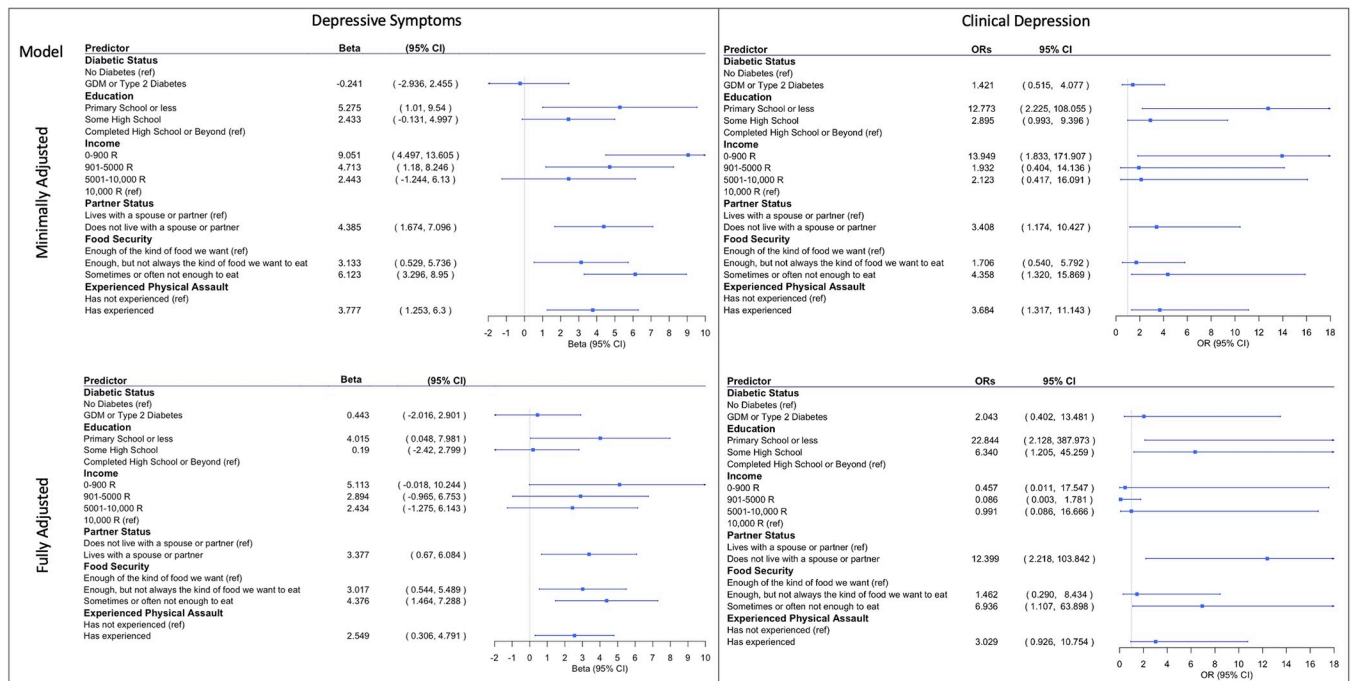 Depressive Symptoms
Clinical Depression
Model
Minimally Adjusted
Predictor Beta (95% CI)
Diabetic Status
No Diabetes (ref)
GDM or Type 2 Diabetes -0.241 ( -2.936, 2.455)
Education
Primary School or less 5.275 ( 1.01, 9.54)
Some High School 2.433 ( -0.131, 4.997)
Completed High School or Beyond (ref)
Income
0-900 R 9.051 ( 4.497, 13.605)
901-5000 R 4.713 ( 1.18, 8.246)
5001-10,000 R 2.443 ( -1.244, 6.13)
10,000 R (ref)
Partner Status
Lives with a spouse or partner (ref)
Does not live with a spouse or partner 4.385 ( 1.674, 7.096)
Food Security
Enough of the kind of food we want (ref)
Enough, but not always the kind of food we want to eat 3.133 ( 0.529, 5.736)
Sometimes or often not enough to eat 6.123 ( 3.296, 8.95)
Experienced Physical Assault
Has not experienced (ref)
Has experienced 3.777 ( 1.253, 6.3)
-2 -1 0 1 2 3 4 5 6 7 8 9 10
Beta (95% CI)
Predictor ORs 95% CI
Diabetic Status
No Diabetes (ref)
GDM or Type 2 Diabetes 1.421 ( 0.515, 4.077 )
Education
Primary School or less 12.773 ( 2.225, 108.055 )
Some High School 2.895 ( 0.993, 9.396 )
Completed High School or Beyond (ref)
Income
0-900 R 13.949 ( 1.833, 171.907 )
901-5000 R 1.932 ( 0.404, 14.136 )
5001-10,000 R 2.123 ( 0.417, 16.091 )
10,000 R (ref)
Partner Status
Lives with a spouse or partner (ref)
Does not live with a spouse or partner 3.408 ( 1.174, 10.427 )
Food Security
Enough of the kind of food we want (ref)
Enough, but not always the kind of food we want to eat 1.706 ( 0.540, 5.792 )
Sometimes or often not enough to eat 4.358 ( 1.320, 15.869 )
Experienced Physical Assault
Has not experienced (ref)
Has experienced 3.684 ( 1.317, 11.143 )
0 2 4 6 8 10 12 14 16 18
OR (95% CI)
Fully Adjusted
Predictor Beta (95% CI)
Diabetic Status
No Diabetes (ref)
GDM or Type 2 Diabetes 0.443 ( -2.016, 2.901)
Education
Primary School or less 4.015 ( 0.048, 7.981)
Some High School 0.19 ( -2.42, 2.799)
Completed High School or Beyond (ref)
Income
0-900 R 5.113 ( -0.018, 10.244)
901-5000 R 2.894 ( -0.965, 6.753)
5001-10,000 R 2.434 ( -1.275, 6.143)
10,000 R (ref)
Partner Status
Does not live with a spouse or partner (ref)
Lives with a spouse or partner 3.377 ( 0.67, 6.084)
Food Security
Enough of the kind of food we want (ref)
Enough, but not always the kind of food we want to eat 3.017 ( 0.544, 5.489)
Sometimes or often not enough to eat 4.376 ( 1.464, 7.288)
Experienced Physical Assault
Has not experienced (ref)
Has experienced 2.549 ( 0.306, 4.791)
-2 -1 0 1 2 3 4 5 6 7 8 9 10
Beta (95% CI)
Predictor ORs 95% CI
Diabetic Status
No Diabetes (ref)
GDM or Type 2 Diabetes 2.043 ( 0.402, 13.481 )
Education
Primary School or less 22.844 ( 2.128, 387.973 )
Some High School 6.340 ( 1.205, 45.259 )
Completed High School or Beyond (ref)
Income
0-900 R 0.457 ( 0.011, 17.547 )
901-5000 R 0.086 ( 0.003, 1.781 )
5001-10,000 R 0.991 ( 0.086, 16.666 )
10,000 R (ref)
Partner Status
Lives with a spouse or partner (ref)
Does not live with a spouse or partner 12.399 ( 2.218, 103.842 )
Food Security
Enough of the kind of food we want (ref)
Enough, but not always the kind of food we want to eat 1.462 ( 0.290, 8.434 )
Sometimes or often not enough to eat 6.936 ( 1.107, 63.898 )
Experienced Physical Assault
Has not experienced (ref)
Has experienced 3.029 ( 0.926, 10.754 )
0 2 4 6 8 10 12 14 16 18
OR (95% CI)